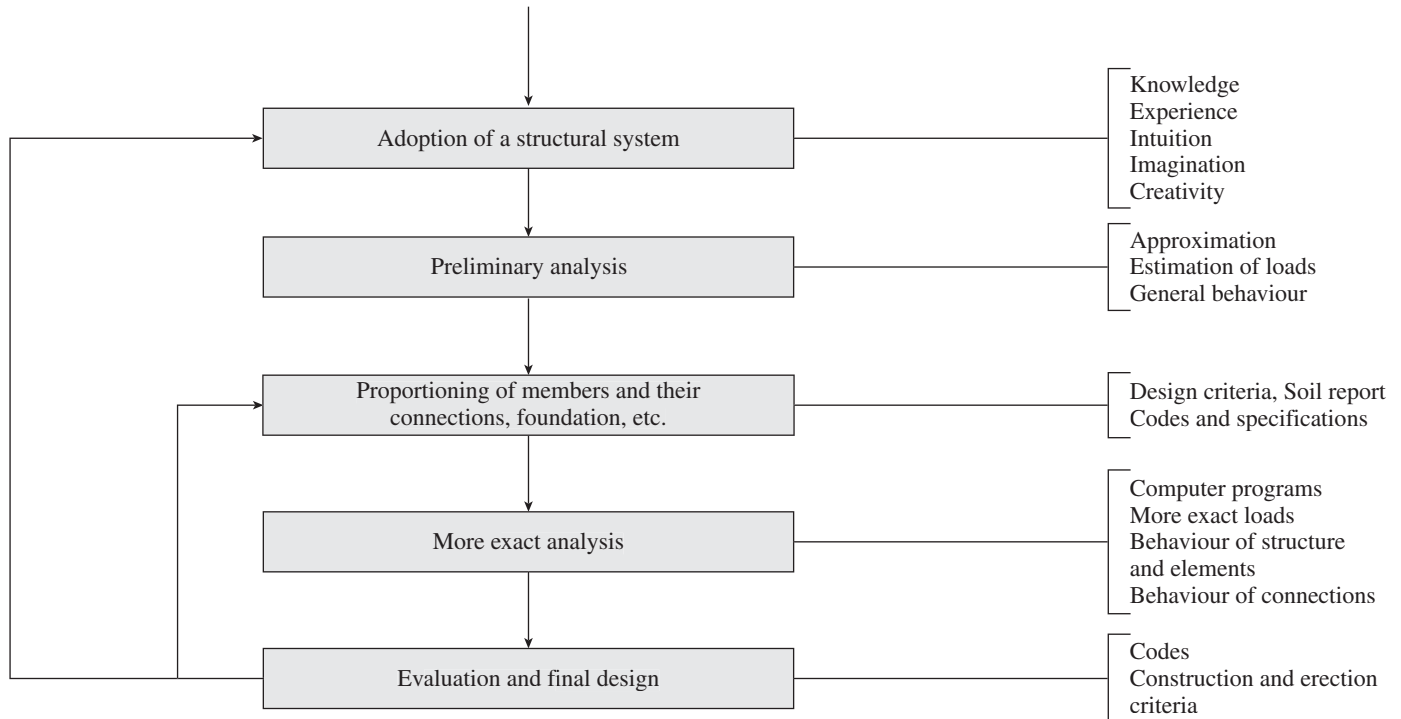 Adoption of a structural system
Knowledge
Experience
Intuition
Imagination
Creativity
Preliminary analysis
Approximation
Estimation of loads
General behaviour
Proportioning of members and their
connections, foundation, etc.
Design criteria, Soil report
Codes and specifications
More exact analysis
Computer programs
More exact loads
Behaviour of structure
and elements
Behaviour of connections
Evaluation and final design
Codes
Construction and erection
criteria